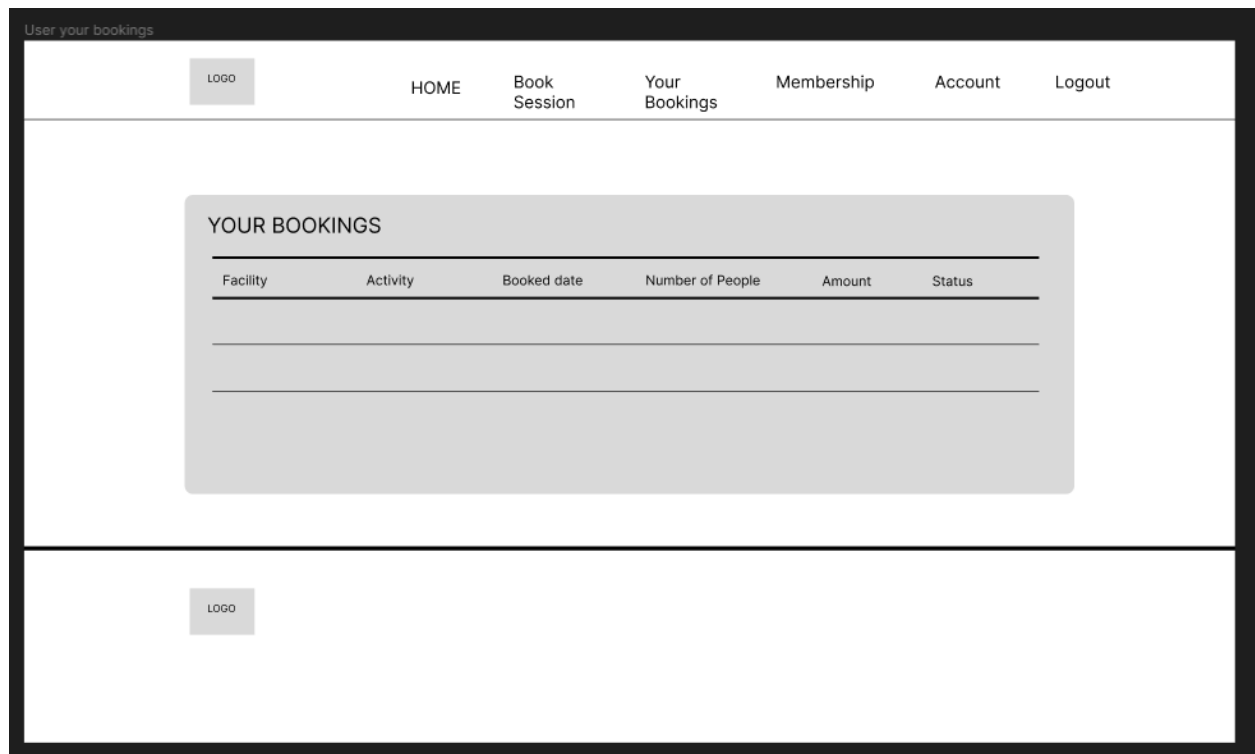 User your bookings
LOGO
HOME
Book
Session
Your
Bookings
Membership
Account
Logout
YOUR BOOKINGS
Facility
Activity
Booked date
Number of People
Amount
Status
LOGO